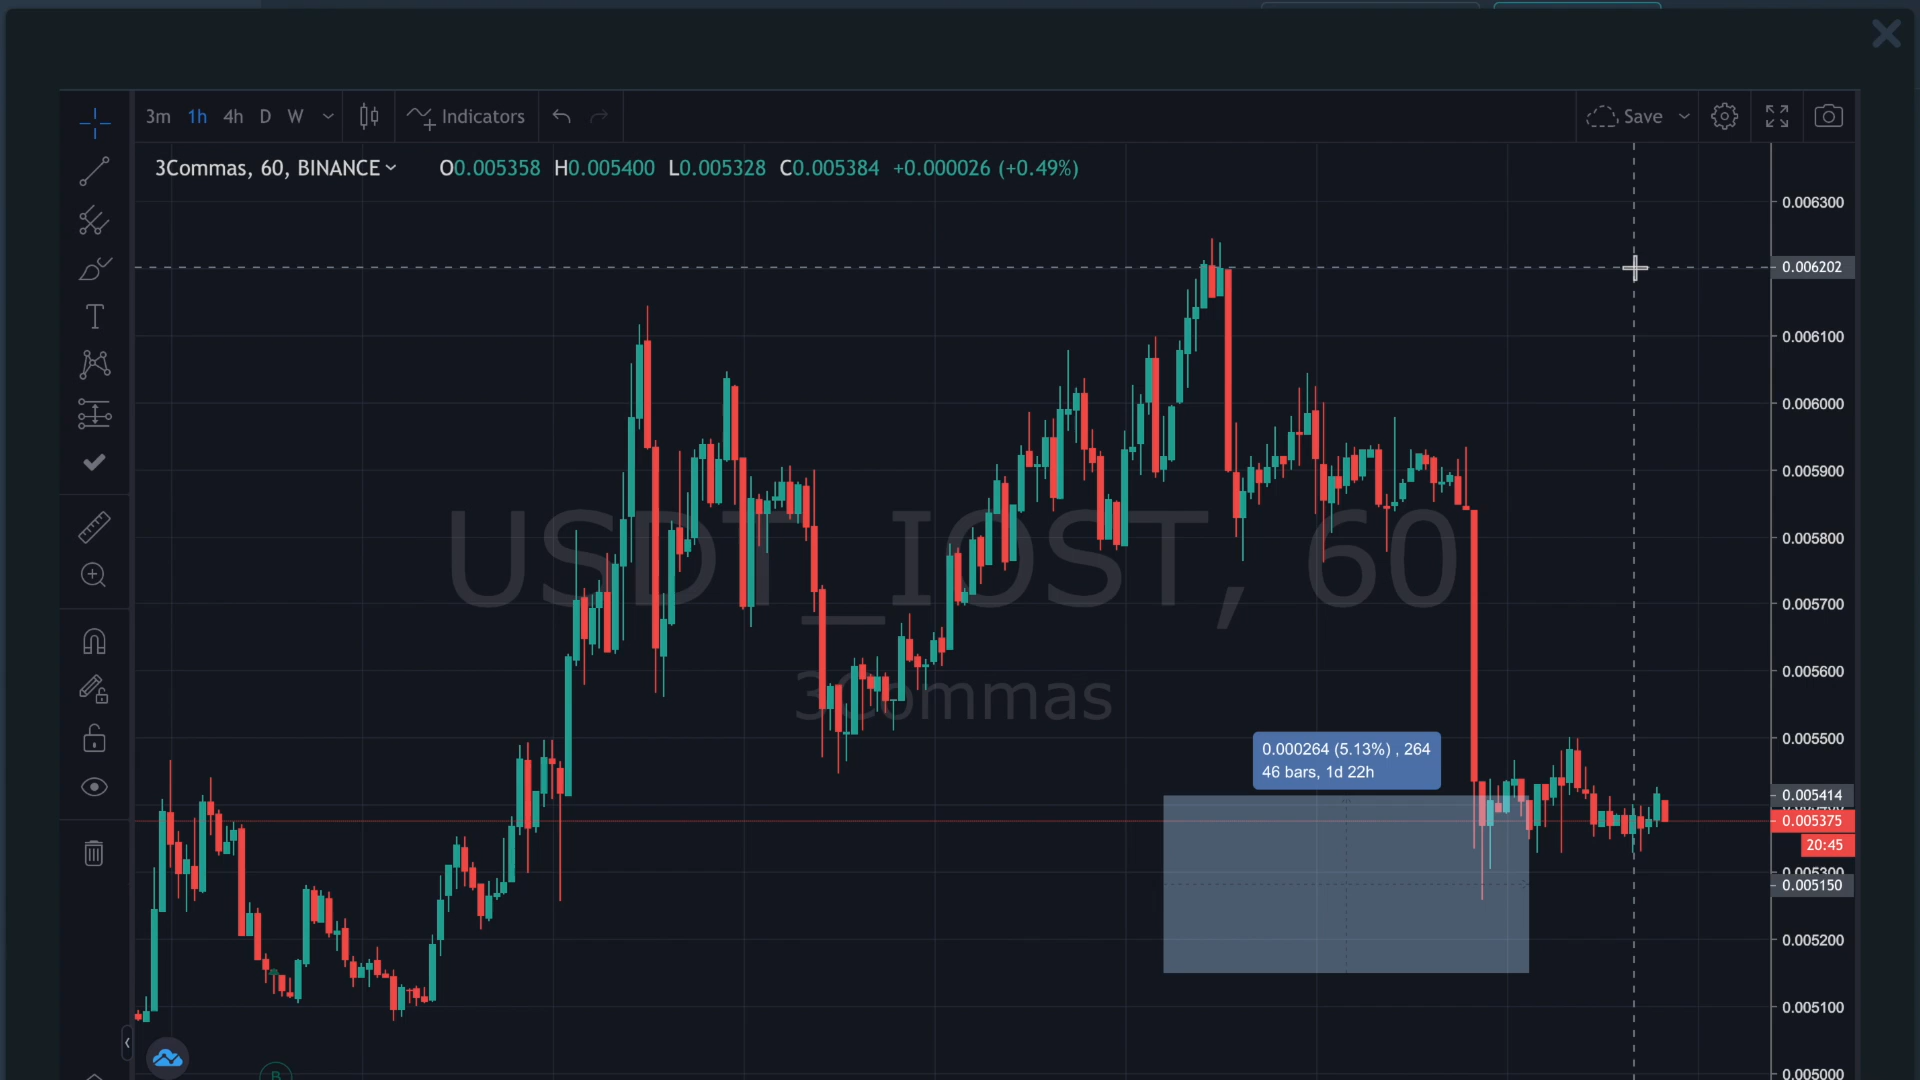 3m 1h 4h D W Indicators Save
3Commas, 60, BINANCE O0.005358 H0.005400 L0.005328 C0.005384 +0.000026 (+0.49%)
0.006300
0.006202
0.006100
0.006000
0.005900
0.005800
USDT_IOST, 60
0.005700
0.005600
3Commas
0.005500
0.000264 (5.13%) , 264
46 bars, 1d 22h
0.005414
0.005375
20:45
0.005300
0.005150
0.005200
0.005100
0.005000
B